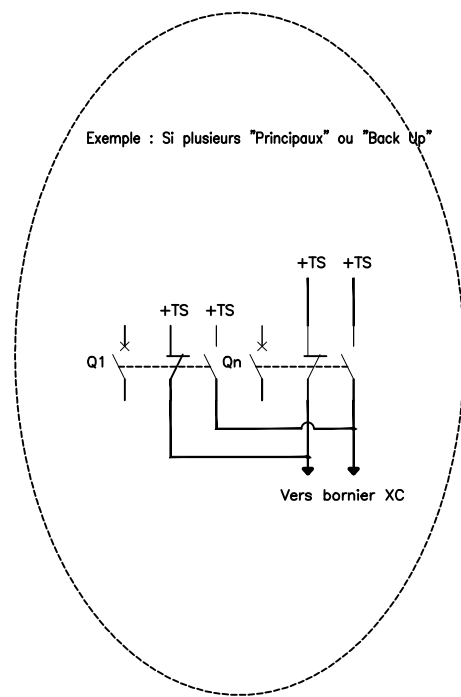 Exemple : Si plusieurs "Principaux" ou "Back Up"
+TS +TS
+TS +TS
Q1 Qn
Vers bornier XC